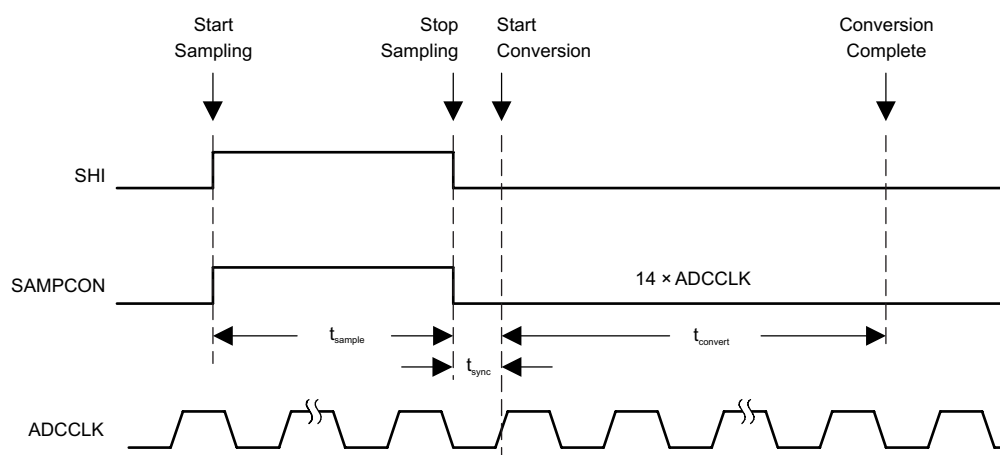 Start
Sampling
Stop
Sampling
Start
Conversion
Conversion
Complete
SHI
SAMPCON
14 × ADCCLK
tsample
tconvert
tsync
ADCCLK